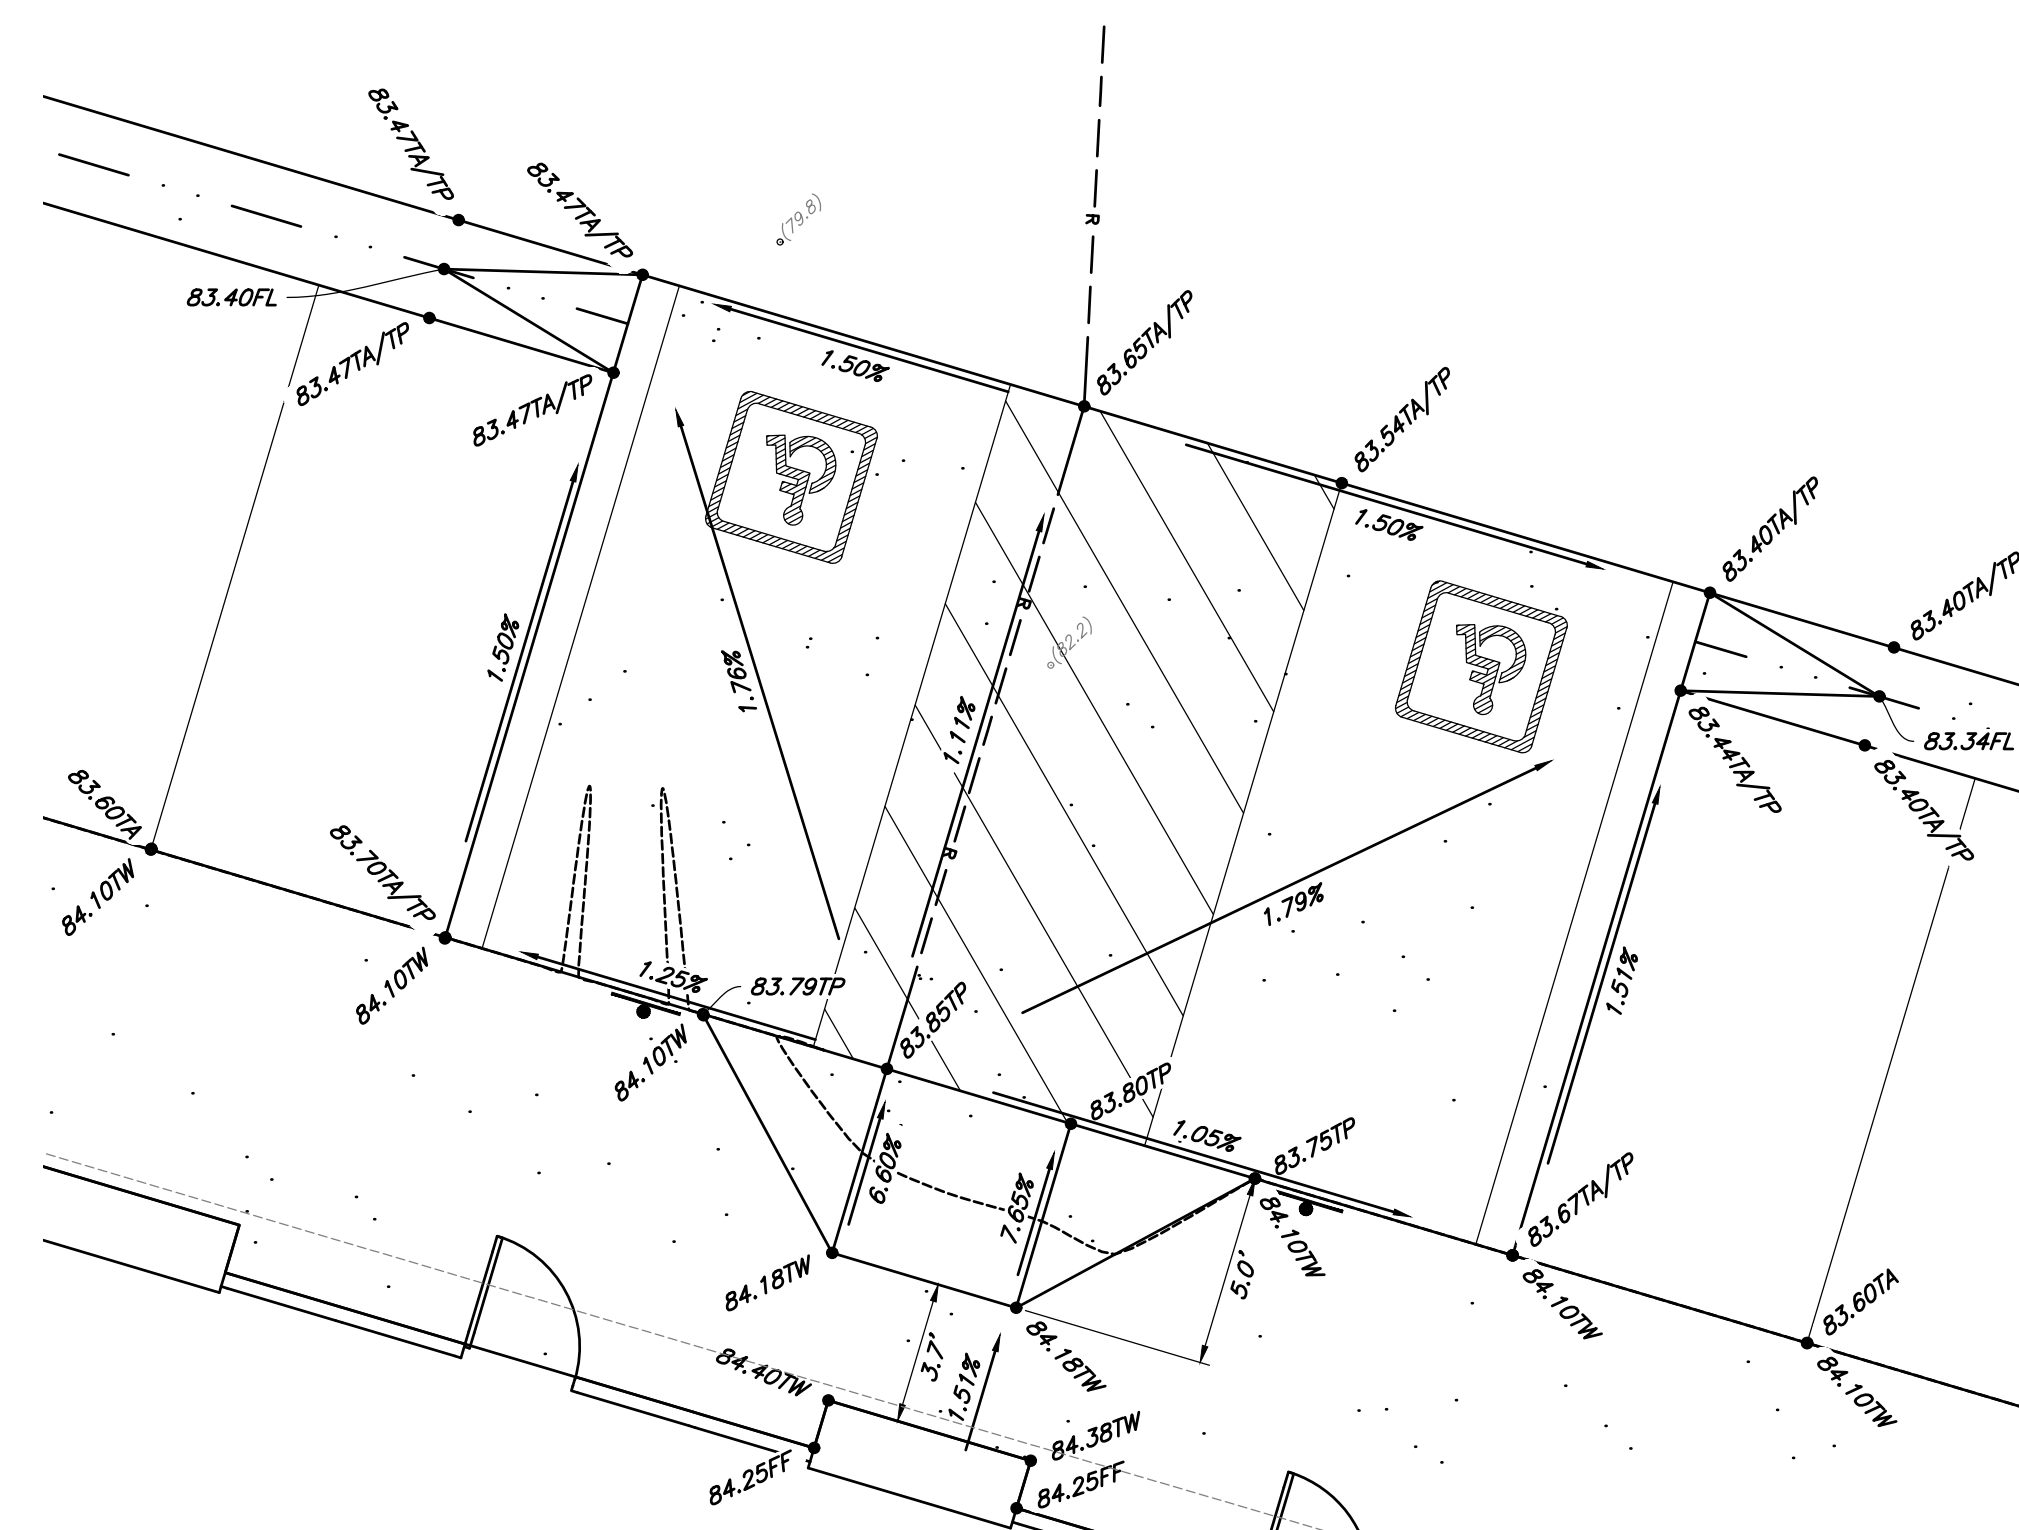 83.47TA/TP
83.47TA/TP
(79.8)
R
83.40FL
83.47TA/TP
83.47TA/TP
1.50%
83.65TA/TP
83.54TA/TP
1.50%
83.40TA/TP
83.40TA/TP
83.34FL
83.44TA/TP
83.40TA/TP
1.50%
1.76%
R
(82.2)
1.11%
R
1.79%
1.51%
83.60TA
84.10TW
83.70TA/TP
84.10TW
1.25%
83.79TP
84.10TW
83.85TP
83.80TP
1.05%
83.75TP
84.10TW
83.67TA/TP
84.10TW
83.60TA
84.10TW
6.60%
7.65%
5.0'
84.18TW
84.18TW
3.7'
1.51%
84.40TW
84.38TW
84.25FF
84.25FF